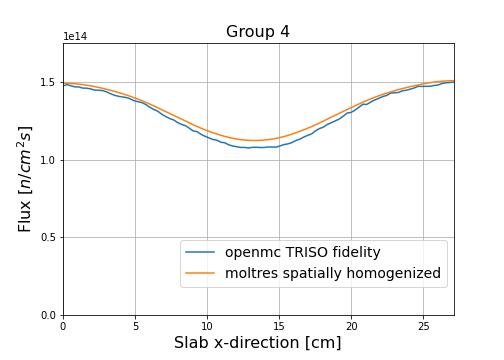 Group 4
1e14
1.5
1.0
0.5
0.0
Flux [n/cm²s]
openmc TRISO fidelity
moltres spatially homogenized
0 5 10 15 20 25
Slab x-direction [cm]